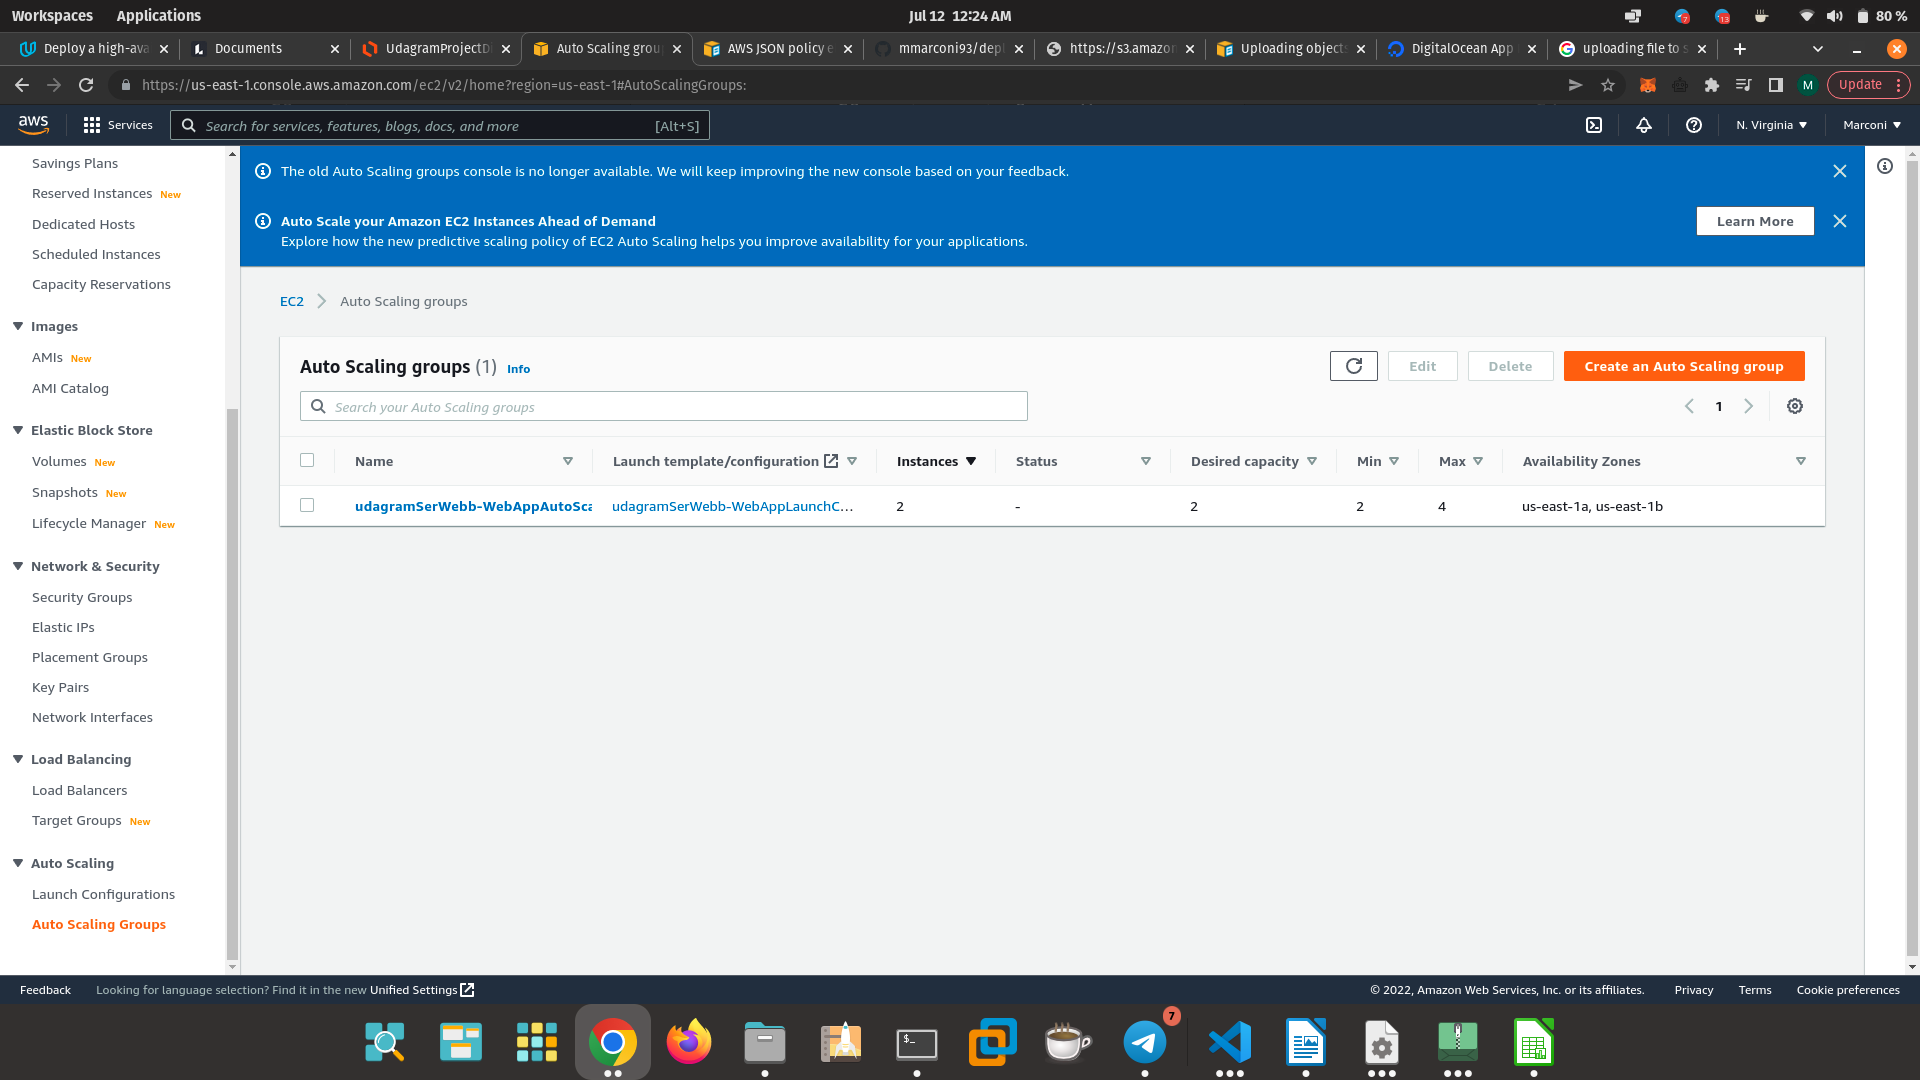 Workspaces Applications Jul 12 12:24 AM 7 13 80 %
Deploy a high-ava Documents UdagramProjectDi Auto Scaling grou AWS JSON policy e mmarconi93/depl https://s3.amazon Uploading objects DigitalOcean App uploading file to s
https://us-east-1.console.aws.amazon.com/ec2/v2/home?region=us-east-1#AutoScalingGroups: M Update
aws Services Search for services, features, blogs, docs, and more [Alt+S] N. Virginia Marconi
Savings Plans
Reserved Instances New
Dedicated Hosts
Scheduled Instances
Capacity Reservations
Images
AMIs New
AMI Catalog
Elastic Block Store
Volumes New
Snapshots New
Lifecycle Manager New
Network & Security
Security Groups
Elastic IPs
Placement Groups
Key Pairs
Network Interfaces
Load Balancing
Load Balancers
Target Groups New
Auto Scaling
Launch Configurations
Auto Scaling Groups
The old Auto Scaling groups console is no longer available. We will keep improving the new console based on your feedback.
Auto Scale your Amazon EC2 Instances Ahead of Demand
Explore how the new predictive scaling policy of EC2 Auto Scaling helps you improve availability for your applications.
Learn More
EC2 Auto Scaling groups
Auto Scaling groups (1) Info
Edit Delete Create an Auto Scaling group
Search your Auto Scaling groups
1
Name Launch template/configuration Instances Status Desired capacity Min Max Availability Zones
udagramSerWebb-WebAppAutoSca udagramSerWebb-WebAppLaunchC... 2 - 2 2 4 us-east-1a, us-east-1b
Feedback Looking for language selection? Find it in the new Unified Settings © 2022, Amazon Web Services, Inc. or its affiliates. Privacy Terms Cookie preferences
$_
7